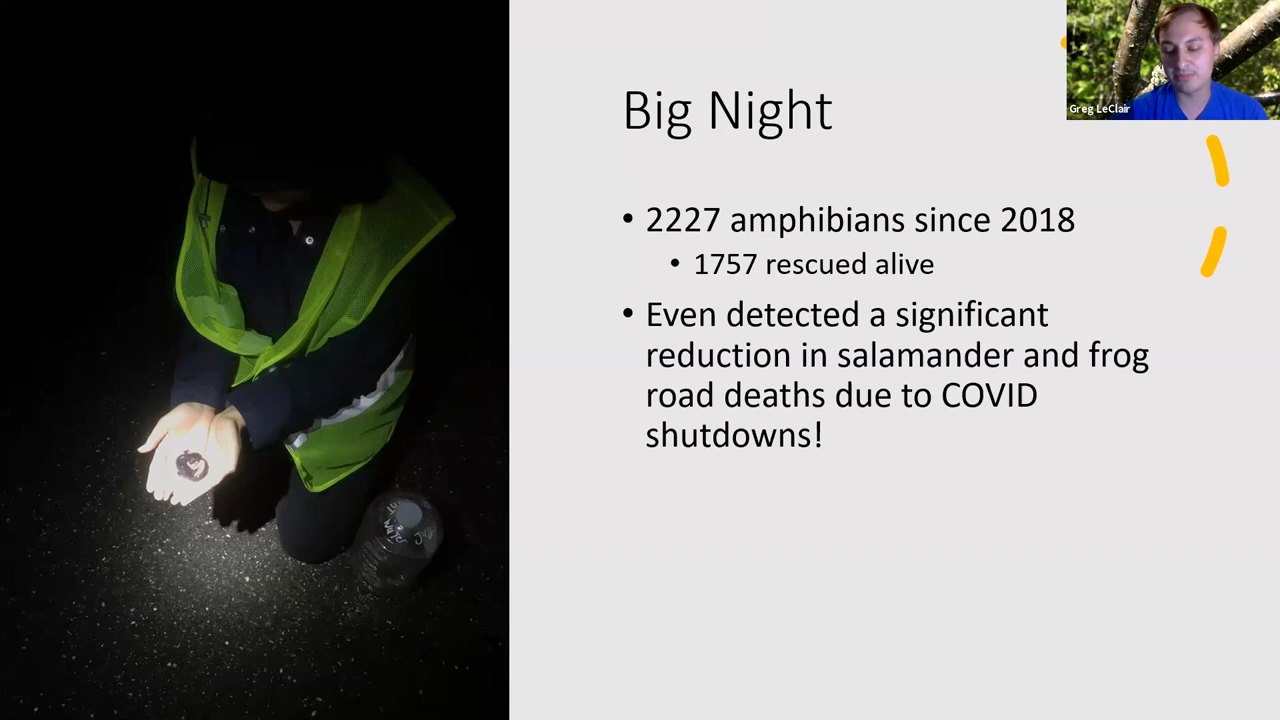 Greg LeClair
Big Night
• 2227 amphibians since 2018
• 1757 rescued alive
• Even detected a significant
reduction in salamander and frog
road deaths due to COVID
shutdowns!